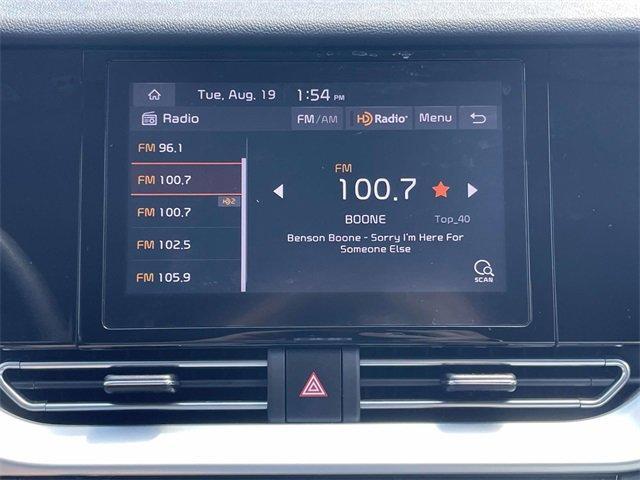 Tue, Aug. 19 1:54 PM
Radio FM/AM HD Radio Menu
FM 96.1
FM 100.7
FM 100.7 HD2
FM 102.5
FM 105.9
FM
100.7
BOONE Top_40
Benson Boone - Sorry I'm Here For
Someone Else
SCAN